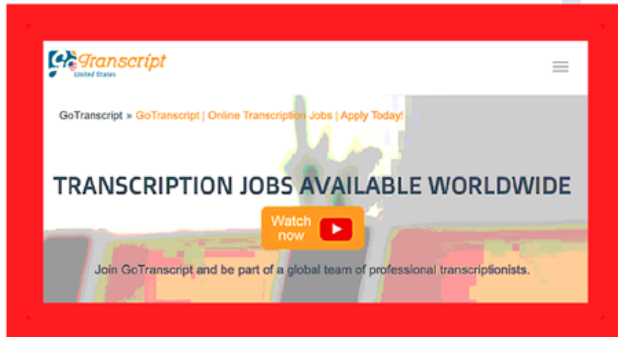 GoTranscript
United States
GoTranscript » GoTranscript | Online Transcription Jobs | Apply Today!
TRANSCRIPTION JOBS AVAILABLE WORLDWIDE
Watch
now
Join GoTranscript and be part of a global team of professional transcriptionists.